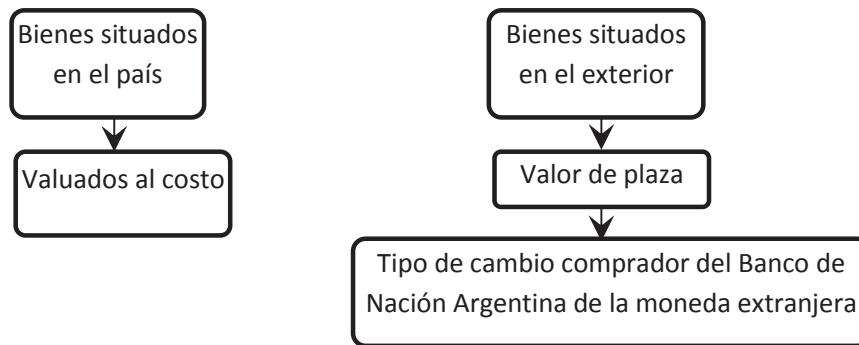 Bienes situados
en el país
Valuados al costo
Bienes situados
en el exterior
Valor de plaza
Tipo de cambio comprador del Banco de
Nación Argentina de la moneda extranjera